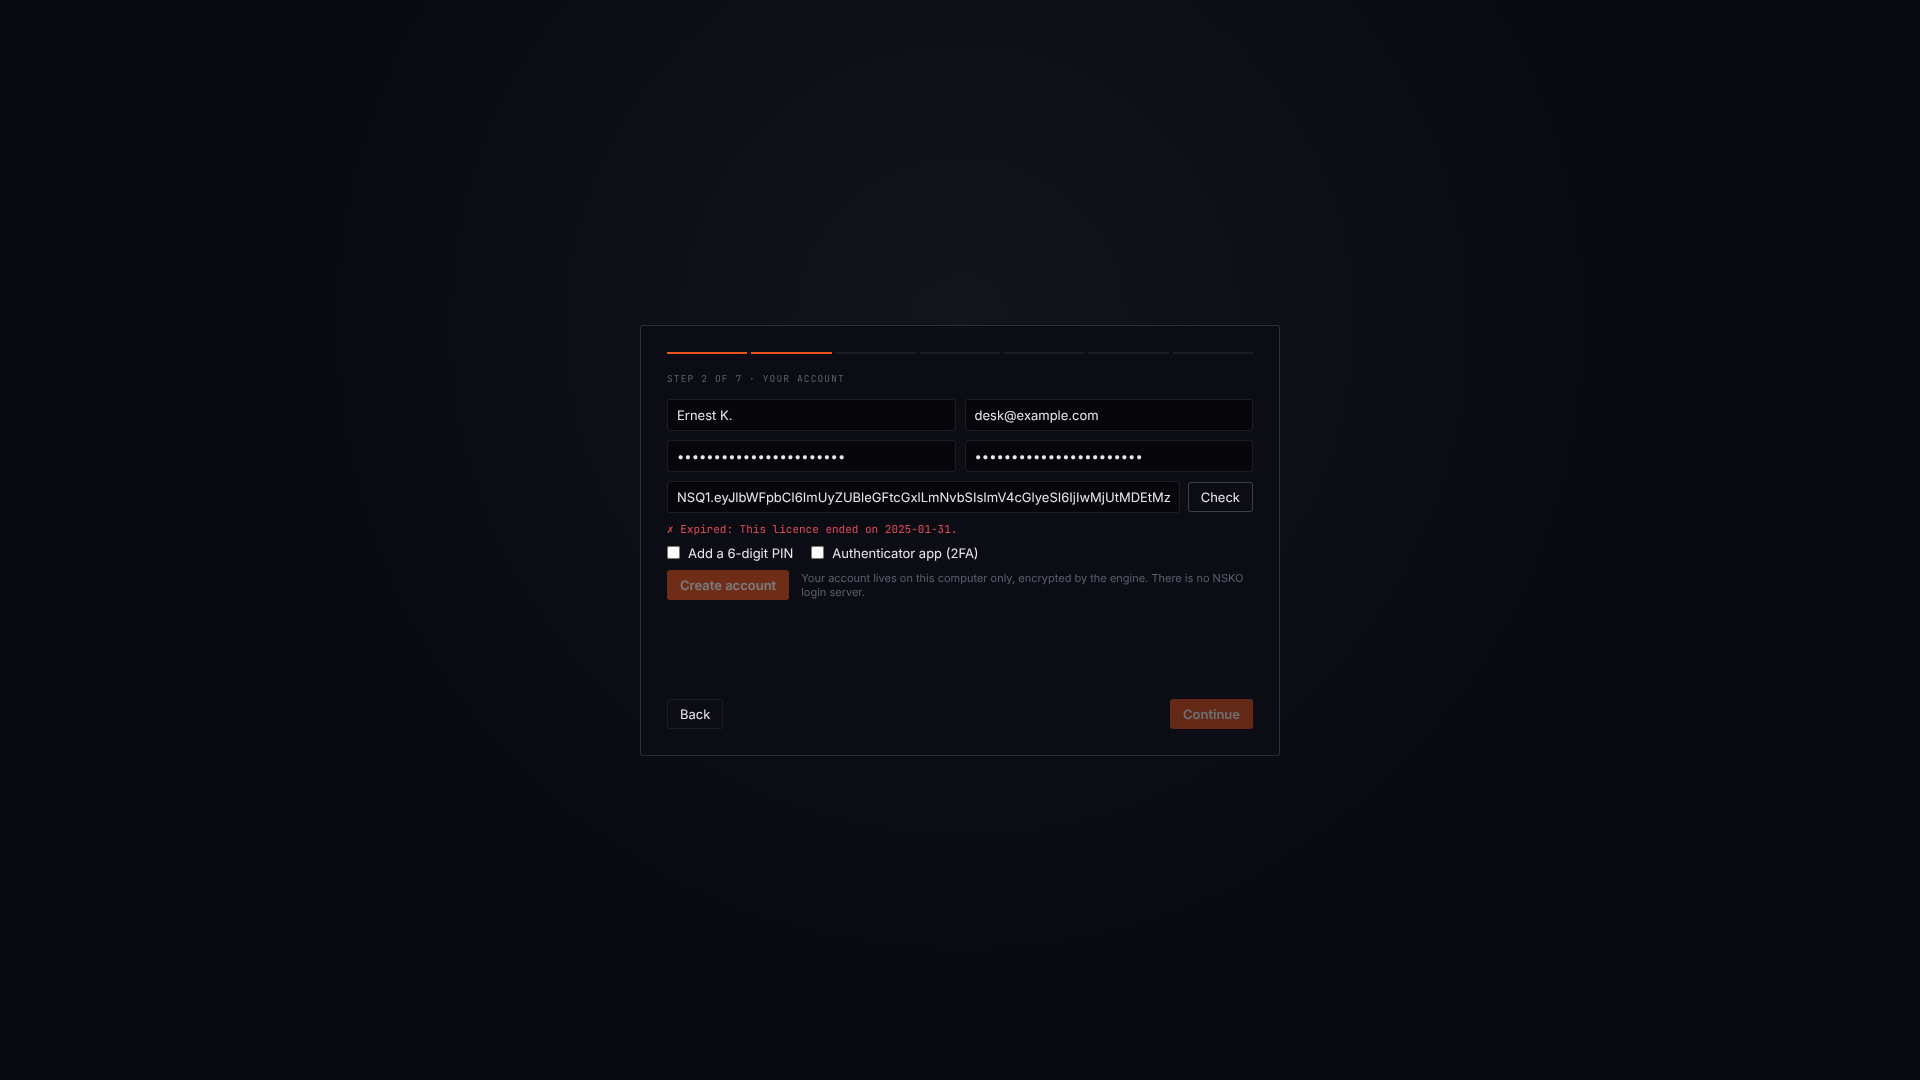 STEP 2 OF 7 · YOUR ACCOUNT
Ernest K.
desk@example.com
••••••••••••••••••••••• •••••••••••••••••••••••
NSQ1.eyJlbWFpbCI6ImUyZUBleGFtcGxlLmNvbSIsImV4cGlyeSI6IjIwMjUtMDEtMz
Check
✗ Expired: This licence ended on 2025-01-31.
Add a 6-digit PIN
Authenticator app (2FA)
Create account
Your account lives on this computer only, encrypted by the engine. There is no NSKO
login server.
Back
Continue